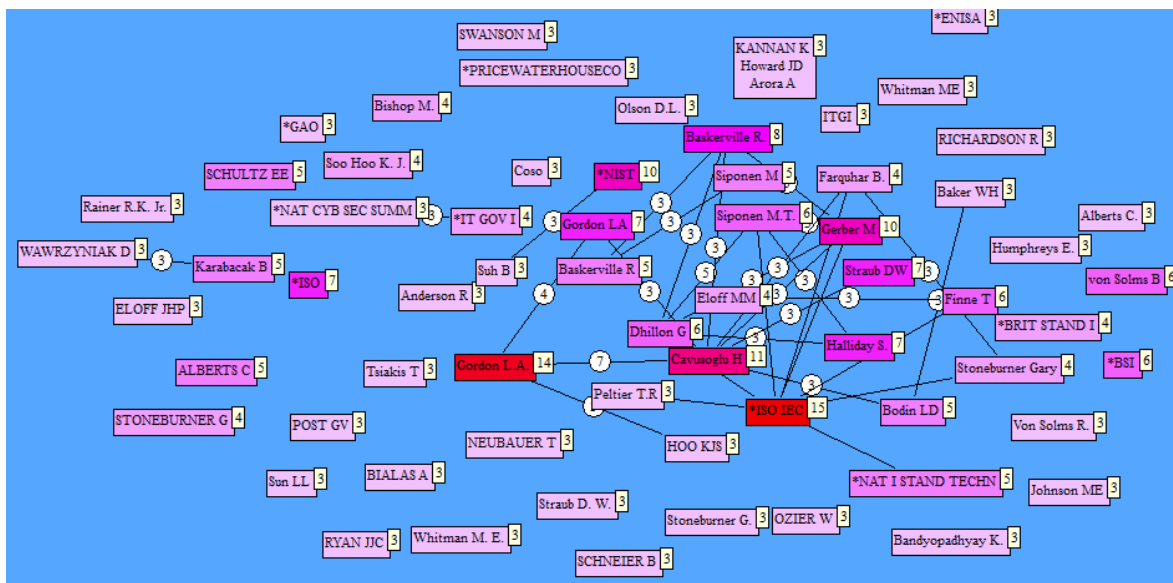 *ENISA 3
SWANSON M 3
KANNAN K 3
Howard JD
Arora A
*PRICEWATERHOUSECO 3
Whitman ME 3
Bishop M. 4
Olson D.L. 3
ITGI 3
*GAO 3
Baskerville R. 8
RICHARDSON R 3
Soo Hoo K. J. 4
SCHULTZ EE 5
Coso 3
*NIST 10
Siponen M 5
Farquhar B. 4
Baker WH 3
Rainer R.K. Jr. 3
*NAT CYB SEC SUMM 3
3
*IT GOV I 4
3
Gordon LA 7
3
3
Siponen M.T. 6
Gerber M 10
Alberts C. 3
WAWRZYNIAK D 3
3
Karabacak B 5
*ISO 7
Suh B 3
Baskerville R 5
3
5
3
3
Straub DW 7
3
Humphreys E. 3
von Solms B 6
ELOFF JHP 3
Anderson R 3
4
3
Eloff MM 4
3
3
3
Finne T 6
*BRIT STAND I 4
Dhillon G 6
3
3
Halliday S. 7
ALBERTS C 5
Tsiakis T 3
Gordon L.A. 14
7
Cavusoglu H 11
Stoneburner Gary 4
*BSI 6
STONEBURNER G 4
POST GV 3
Peltier T.R 3
*ISO IEC 15
3
Bodin LD 5
Von Solms R. 3
NEUBAUER T 3
HOO KJS 3
Sun LL 3
BIALAS A 3
*NAT I STAND TECHN 5
Johnson ME 3
Straub D. W. 3
RYAN JJC 3
Whitman M. E. 3
Stoneburner G. 3
OZIER W 3
Bandyopadhyay K. 3
SCHNEIER B 3